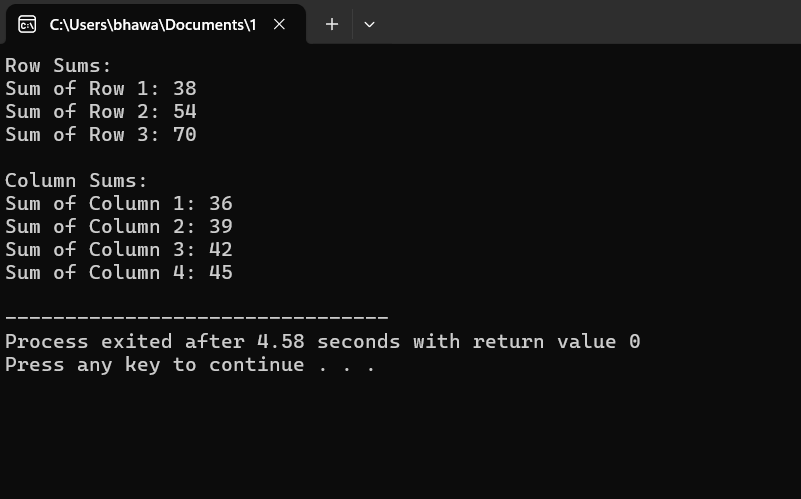 C:\Users\bhawa\Documents\1
Row Sums:
Sum of Row 1: 38
Sum of Row 2: 54
Sum of Row 3: 70
Column Sums:
Sum of Column 1: 36
Sum of Column 2: 39
Sum of Column 3: 42
Sum of Column 4: 45
--------------------------------
Process exited after 4.58 seconds with return value 0
Press any key to continue . . .